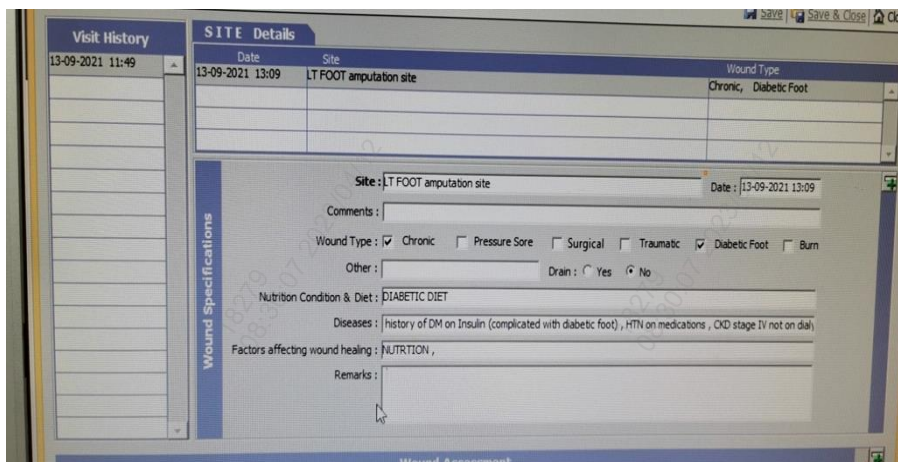 Save Save & Close
Visit History
13-09-2021 11:49
SITE Details
Date Site Wound Type
13-09-2021 13:09 LT FOOT amputation site Chronic, Diabetic Foot
Wound Specifications
Site : LT FOOT amputation site Date : 13-09-2021 13:09
Comments :
Wound Type : Chronic Pressure Sore Surgical Traumatic Diabetic Foot Burn
Other : Drain : Yes No
Nutrition Condition & Diet : DIABETIC DIET
Diseases : history of DM on Insulin (complicated with diabetic foot) , HTN on medications , CKD stage IV not on dialy
Factors affecting wound healing : NUTRTION ,
Remarks :
Wound Assessment
18279
18279